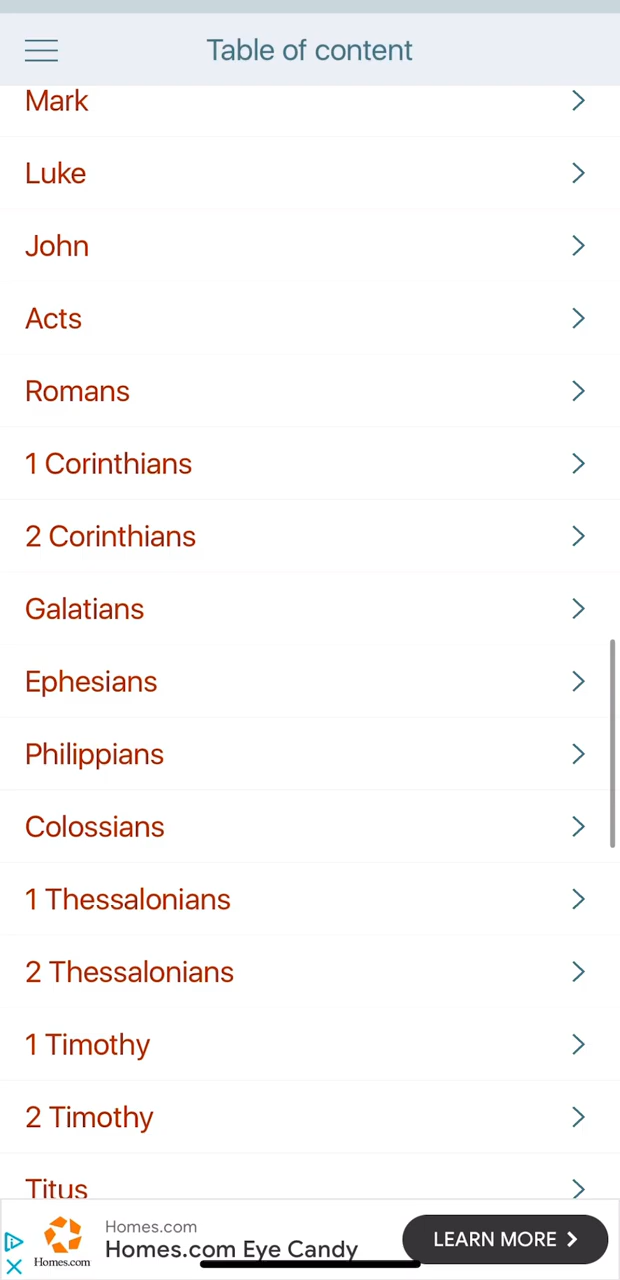 Table of content
Mark
Luke
John
Acts
Romans
1 Corinthians
2 Corinthians
Galatians
Ephesians
Philippians
Colossians
1 Thessalonians
2 Thessalonians
1 Timothy
2 Timothy
Titus
Homes.com
Homes.com
Homes.com Eye Candy
LEARN MORE